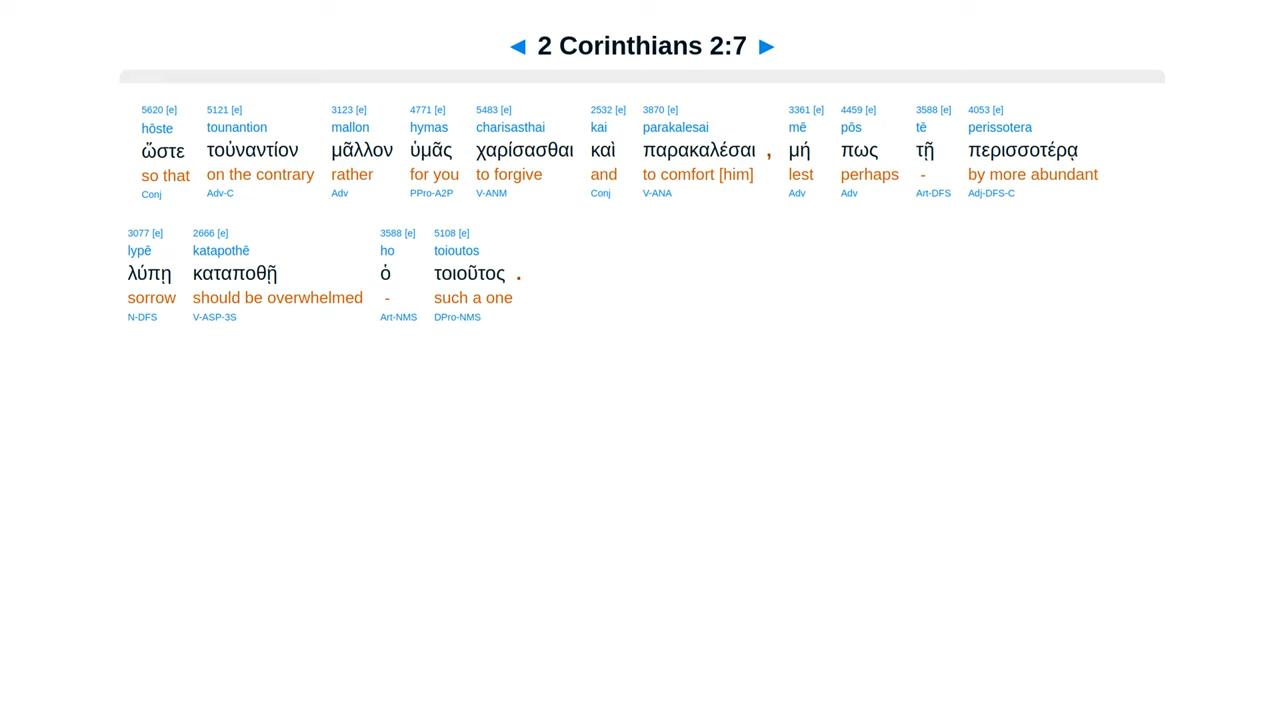 ◄ 2 Corinthians 2:7 ►
5620 [e] 5121 [e] 3123 [e] 4771 [e] 5483 [e] 2532 [e] 3870 [e] 3361 [e] 4459 [e] 3588 [e] 4053 [e]
hōste tounantion mallon hymas charisasthai kai parakalesai mē pōs tē perissotera
ὥστε τοὐναντίον μᾶλλον ὑμᾶς χαρίσασθαι καὶ παρακαλέσαι , μή πως τῇ περισσοτέρᾳ
so that on the contrary rather for you to forgive and to comfort [him] lest perhaps - by more abundant
Conj Adv-C Adv PPro-A2P V-ANM Conj V-ANA Adv Adv Art-DFS Adj-DFS-C
3077 [e] 2666 [e] 3588 [e] 5108 [e]
lypē katapothē ho toioutos
λύπῃ καταποθῇ ὁ τοιοῦτος .
sorrow should be overwhelmed - such a one
N-DFS V-ASP-3S Art-NMS DPro-NMS